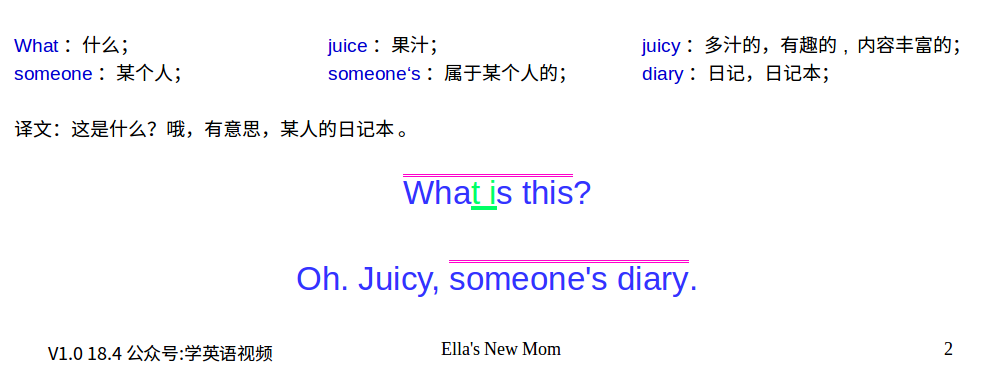 What：什么； juice：果汁； juicy：多汁的，有趣的，内容丰富的；
someone：某个人； someone‘s：属于某个人的； diary：日记，日记本；
译文：这是什么？哦，有意思，某人的日记本。
What is this?
Oh. Juicy, someone's diary.
V1.0 18.4 公众号:学英语视频 Ella's New Mom 2